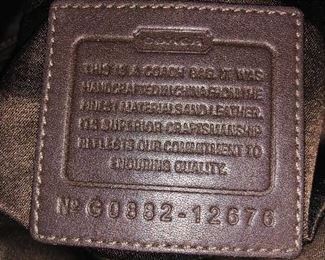 COACH
THIS IS A COACH BAG. IT WAS
HANDCRAFTED IN CHINA FROM THE
FINEST MATERIALS AND LEATHER.
ITS SUPERIOR CRAFTSMANSHIP
REFLECTS OUR COMMITMENT TO
ENDURING QUALITY.
Nº G0882-12676